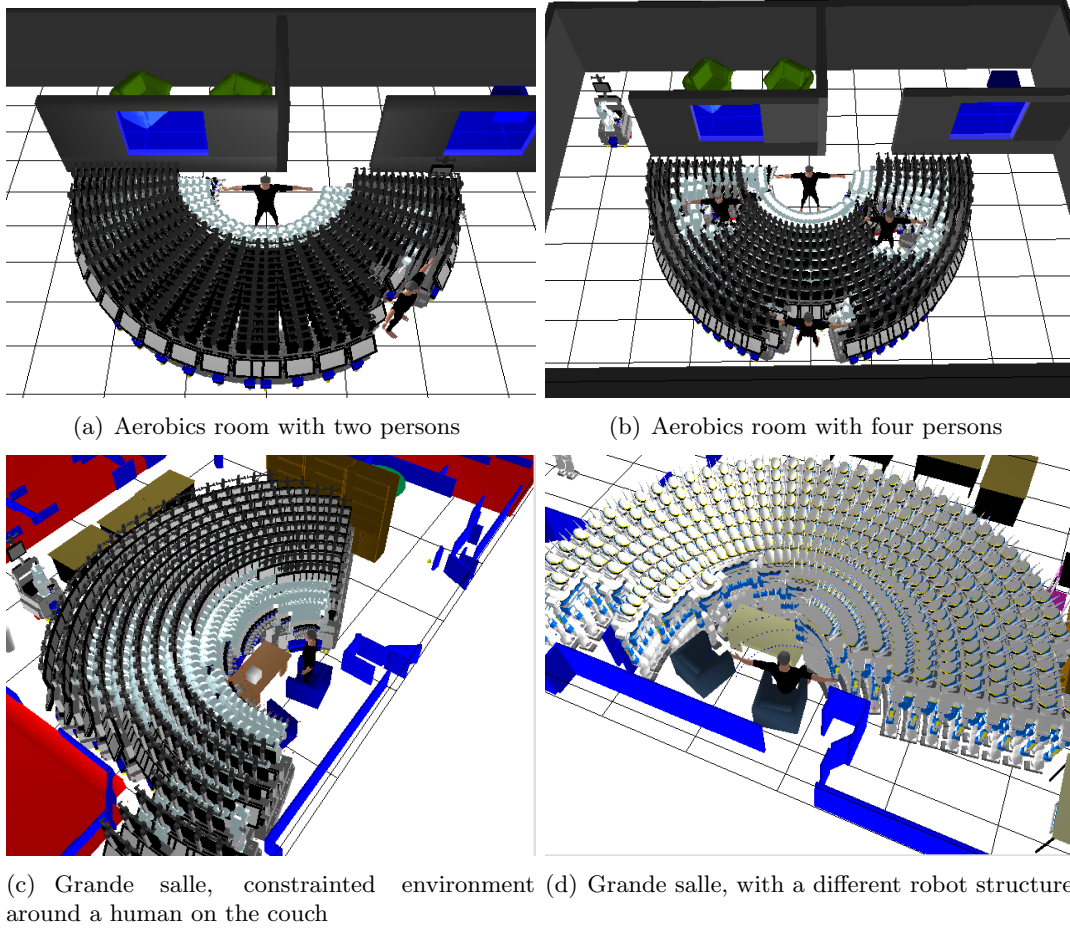 (a) Aerobics room with two persons
(b) Aerobics room with four persons
(c) Grande salle, constrainted environment
around a human on the couch
(d) Grande salle, with a different robot structure